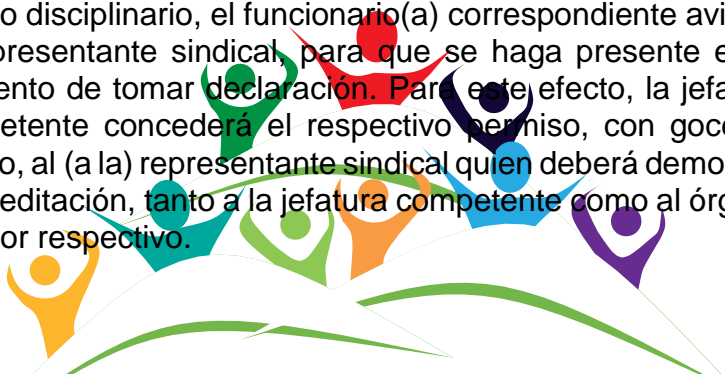 o disciplinario, el funcionario(a) correspondiente avi
presentante sindical, para que se haga presente e
ento de tomar declaración. Para este efecto, la jefa
etente concederá el respectivo permiso, con goc
o, al (a la) representante sindical quien deberá demo
editación, tanto a la jefatura competente como al órg
or respectivo.